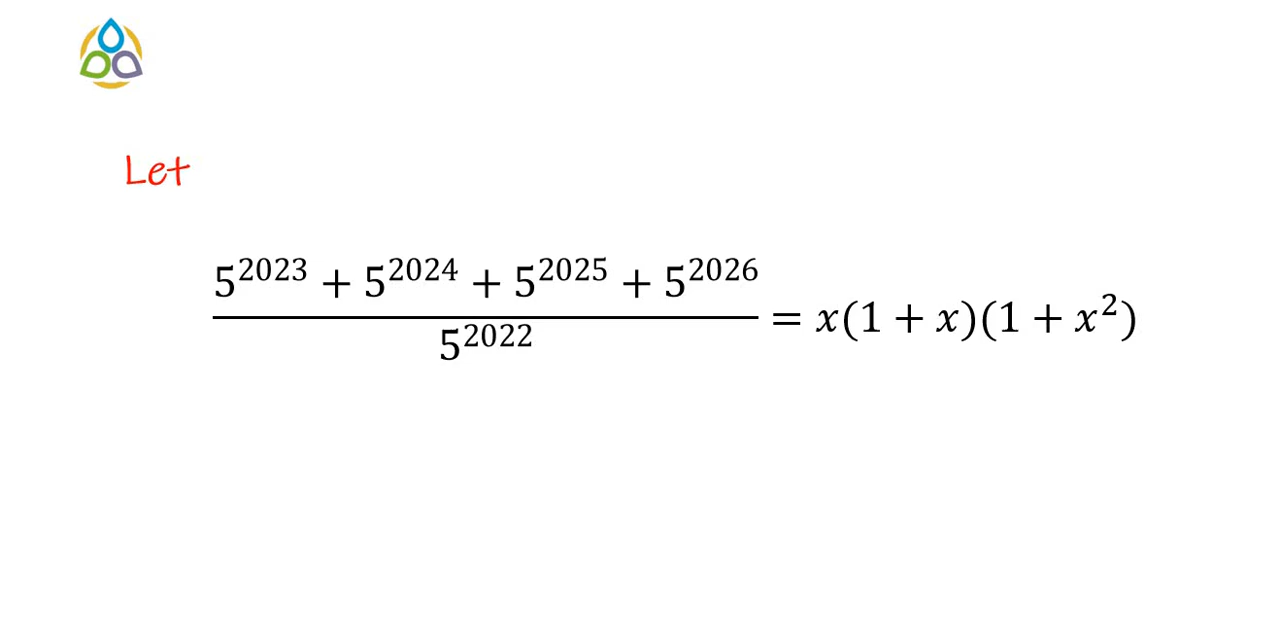 Let
5^2023 + 5^2024 + 5^2025 + 5^2026
5^2022
= x(1 + x)(1 + x^2)